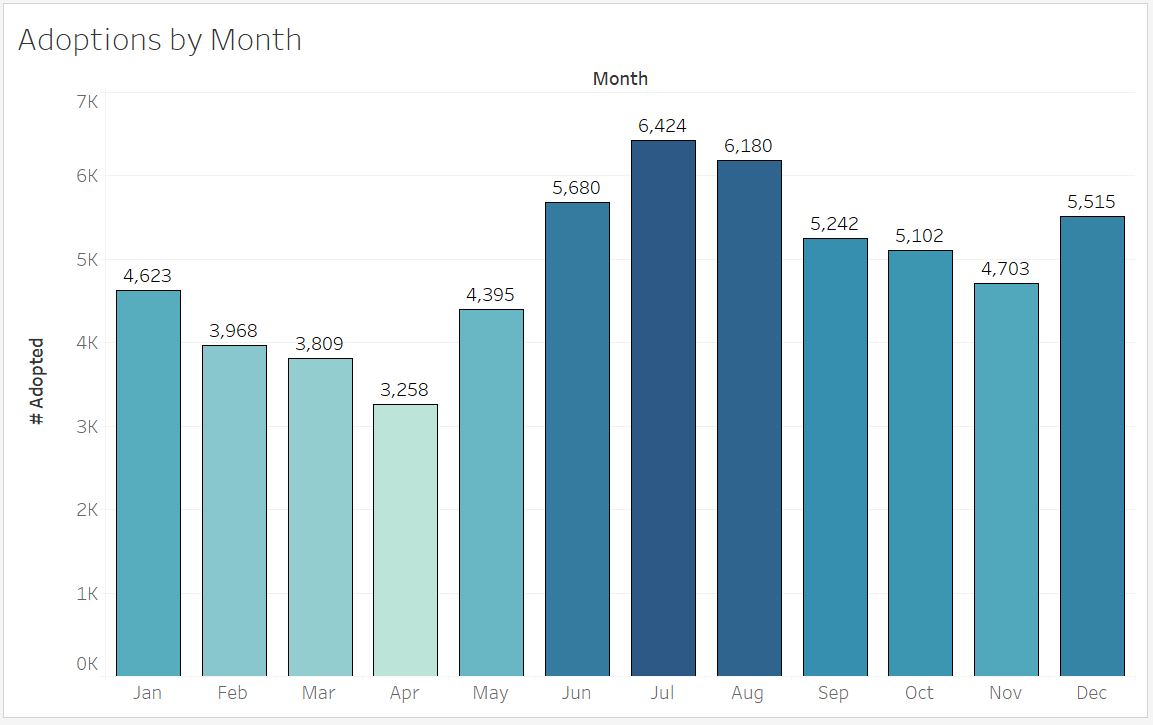 Adoptions by Month
Month
7K
6K
5K
4K
3K
2K
1K
0K
# Adopted
4,623
3,968
3,809
3,258
4,395
5,680
6,424
6,180
5,242
5,102
4,703
5,515
Jan
Feb
Mar
Apr
May
Jun
Jul
Aug
Sep
Oct
Nov
Dec